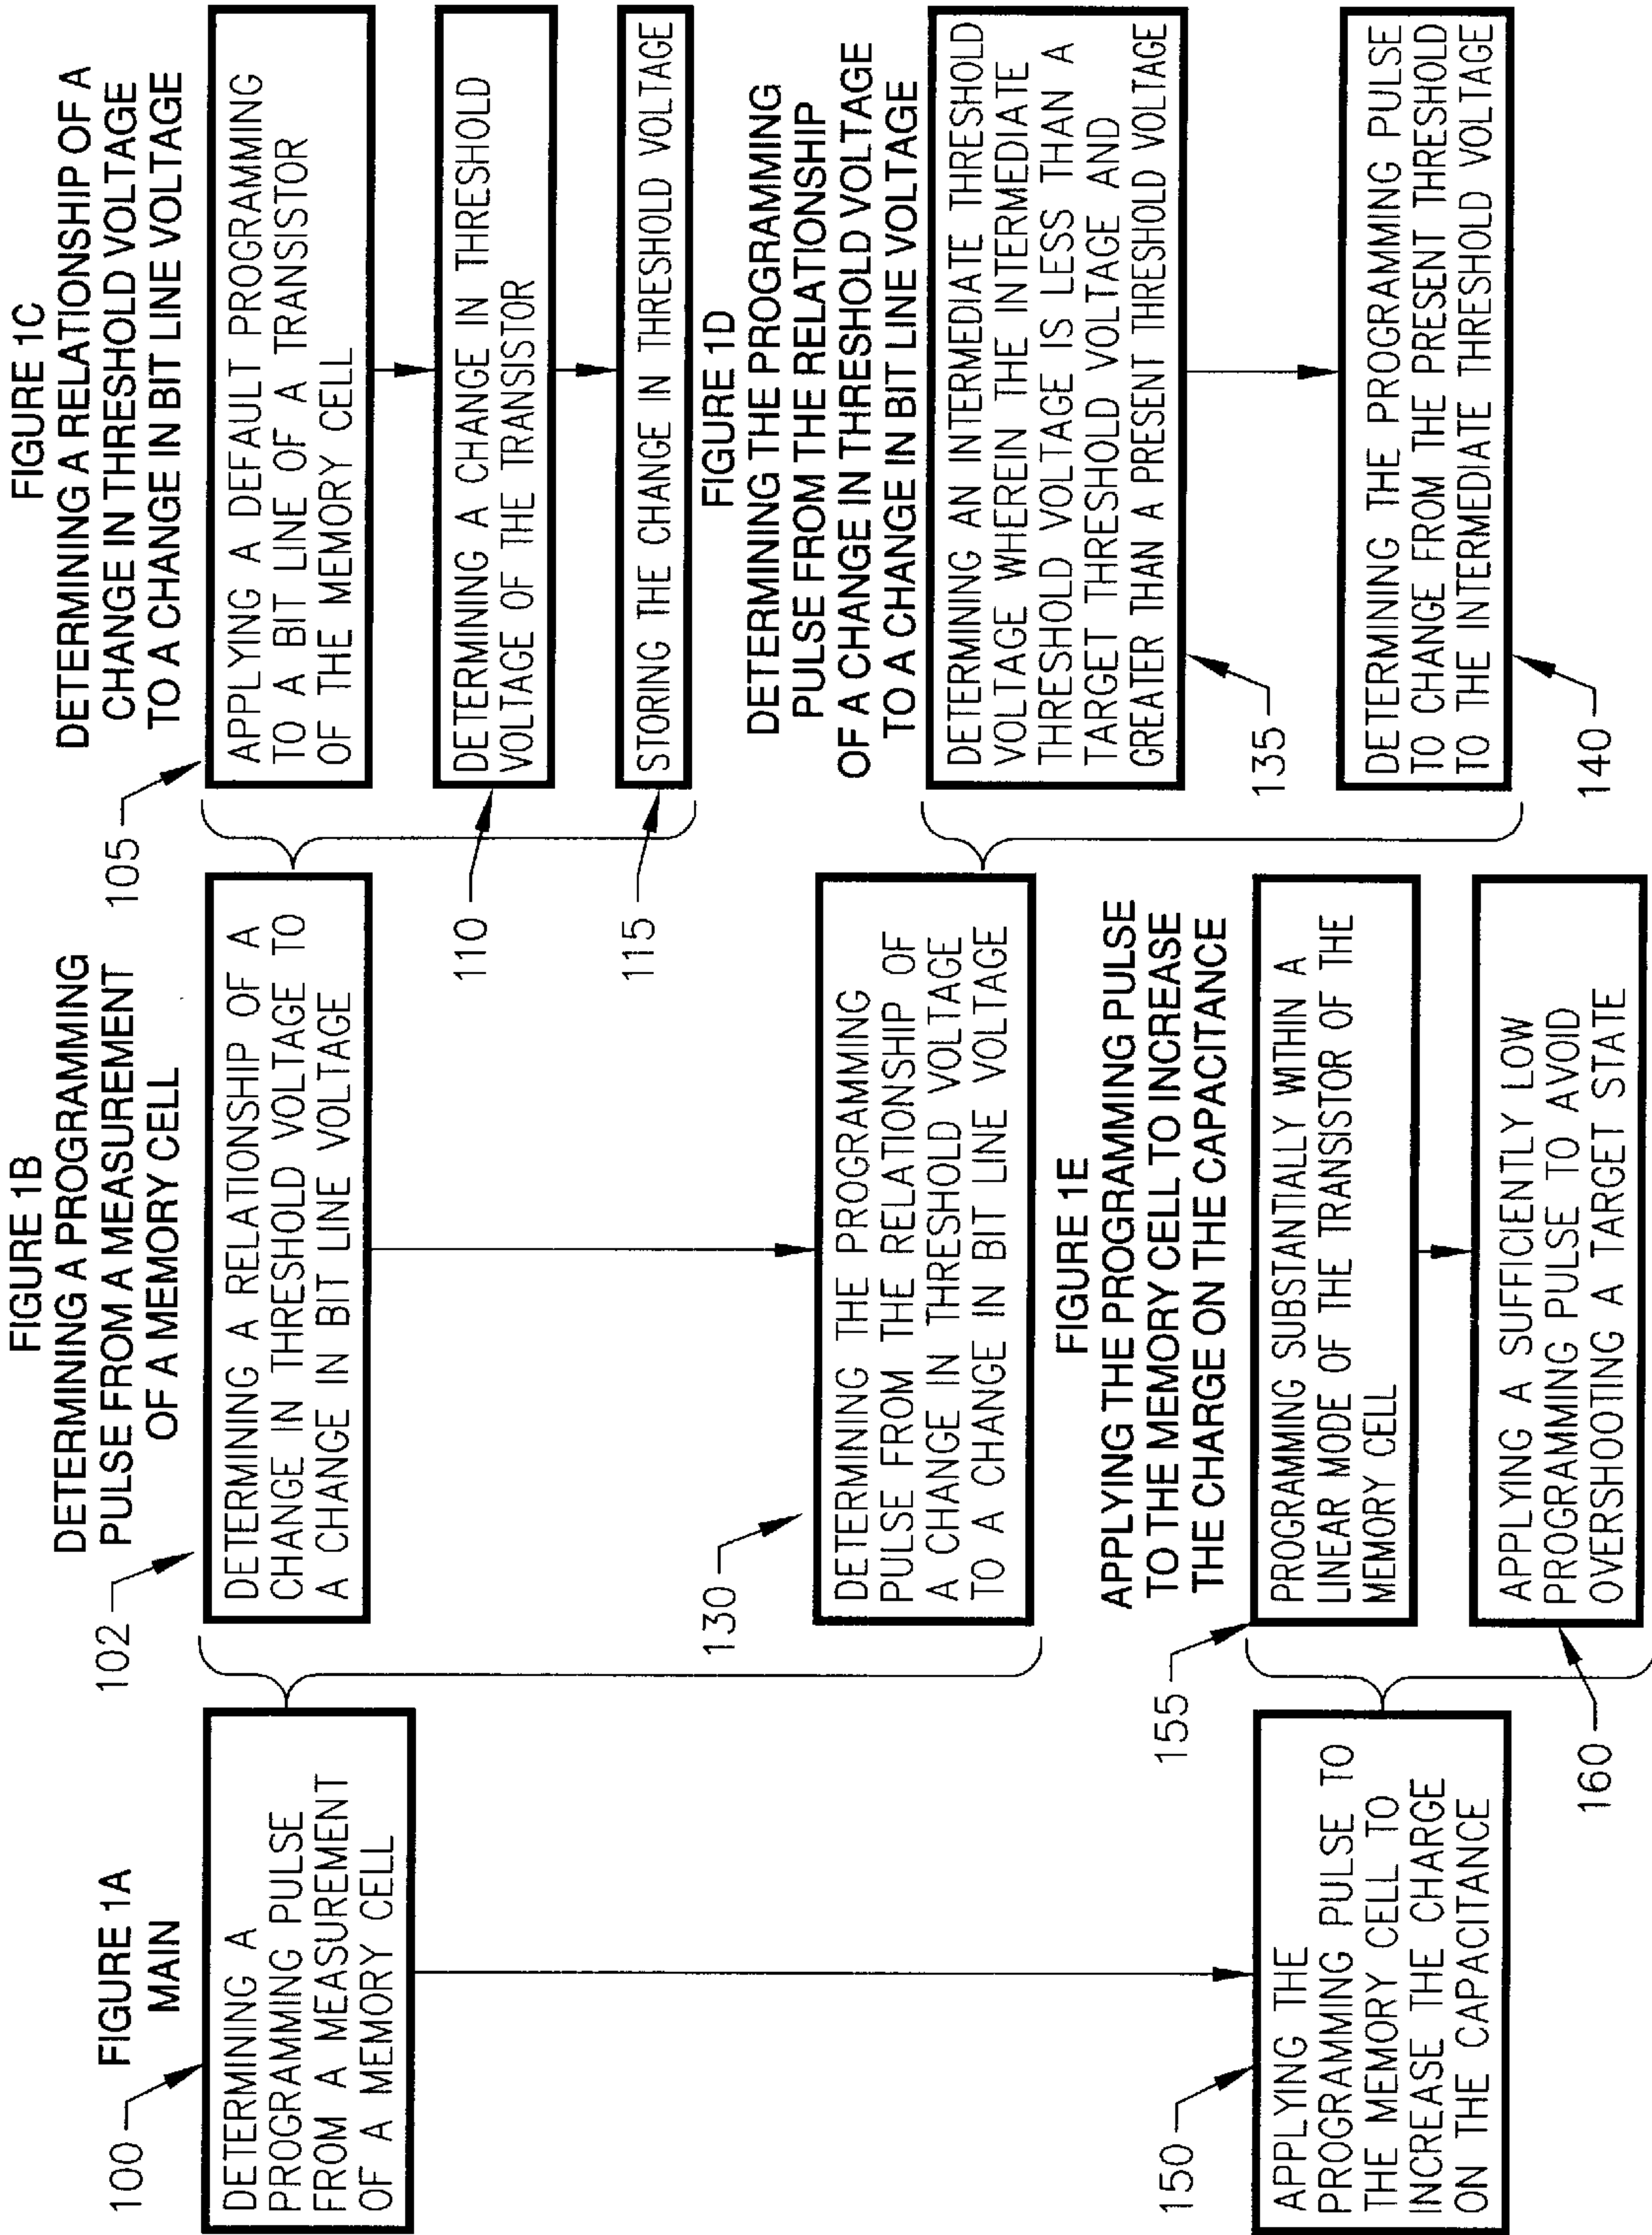 FIGURE 1A
MAIN
100
DETERMINING A
PROGRAMMING PULSE
FROM A MEASUREMENT
OF A MEMORY CELL
150
APPLYING THE
PROGRAMMING PULSE TO
THE MEMORY CELL TO
INCREASE THE CHARGE
ON THE CAPACITANCE
FIGURE 1B
DETERMINING A PROGRAMMING
PULSE FROM A MEASUREMENT
OF A MEMORY CELL
102
DETERMINING A RELATIONSHIP OF A
CHANGE IN THRESHOLD VOLTAGE TO
A CHANGE IN BIT LINE VOLTAGE
130
DETERMINING THE PROGRAMMING
PULSE FROM THE RELATIONSHIP OF
A CHANGE IN THRESHOLD VOLTAGE
TO A CHANGE IN BIT LINE VOLTAGE
FIGURE 1E
APPLYING THE PROGRAMMING PULSE
TO THE MEMORY CELL TO INCREASE
THE CHARGE ON THE CAPACITANCE
155
PROGRAMMING SUBSTANTIALLY WITHIN A
LINEAR MODE OF THE TRANSISTOR OF THE
MEMORY CELL
160
APPLYING A SUFFICIENTLY LOW
PROGRAMMING PULSE TO AVOID
OVERSHOOTING A TARGET STATE
FIGURE 1C
DETERMINING A RELATIONSHIP OF A
CHANGE IN THRESHOLD VOLTAGE
TO A CHANGE IN BIT LINE VOLTAGE
105
APPLYING A DEFAULT PROGRAMMING
TO A BIT LINE OF A TRANSISTOR
OF THE MEMORY CELL
110
DETERMINING A CHANGE IN THRESHOLD
VOLTAGE OF THE TRANSISTOR
115
STORING THE CHANGE IN THRESHOLD VOLTAGE
FIGURE 1D
DETERMINING THE PROGRAMMING
PULSE FROM THE RELATIONSHIP
OF A CHANGE IN THRESHOLD VOLTAGE
TO A CHANGE IN BIT LINE VOLTAGE
DETERMINING AN INTERMEDIATE THRESHOLD
VOLTAGE WHEREIN THE INTERMEDIATE
THRESHOLD VOLTAGE IS LESS THAN A
TARGET THRESHOLD VOLTAGE AND
GREATER THAN A PRESENT THRESHOLD VOLTAGE
135
DETERMINING THE PROGRAMMING PULSE
TO CHANGE FROM THE PRESENT THRESHOLD
TO THE INTERMEDIATE THRESHOLD VOLTAGE
140